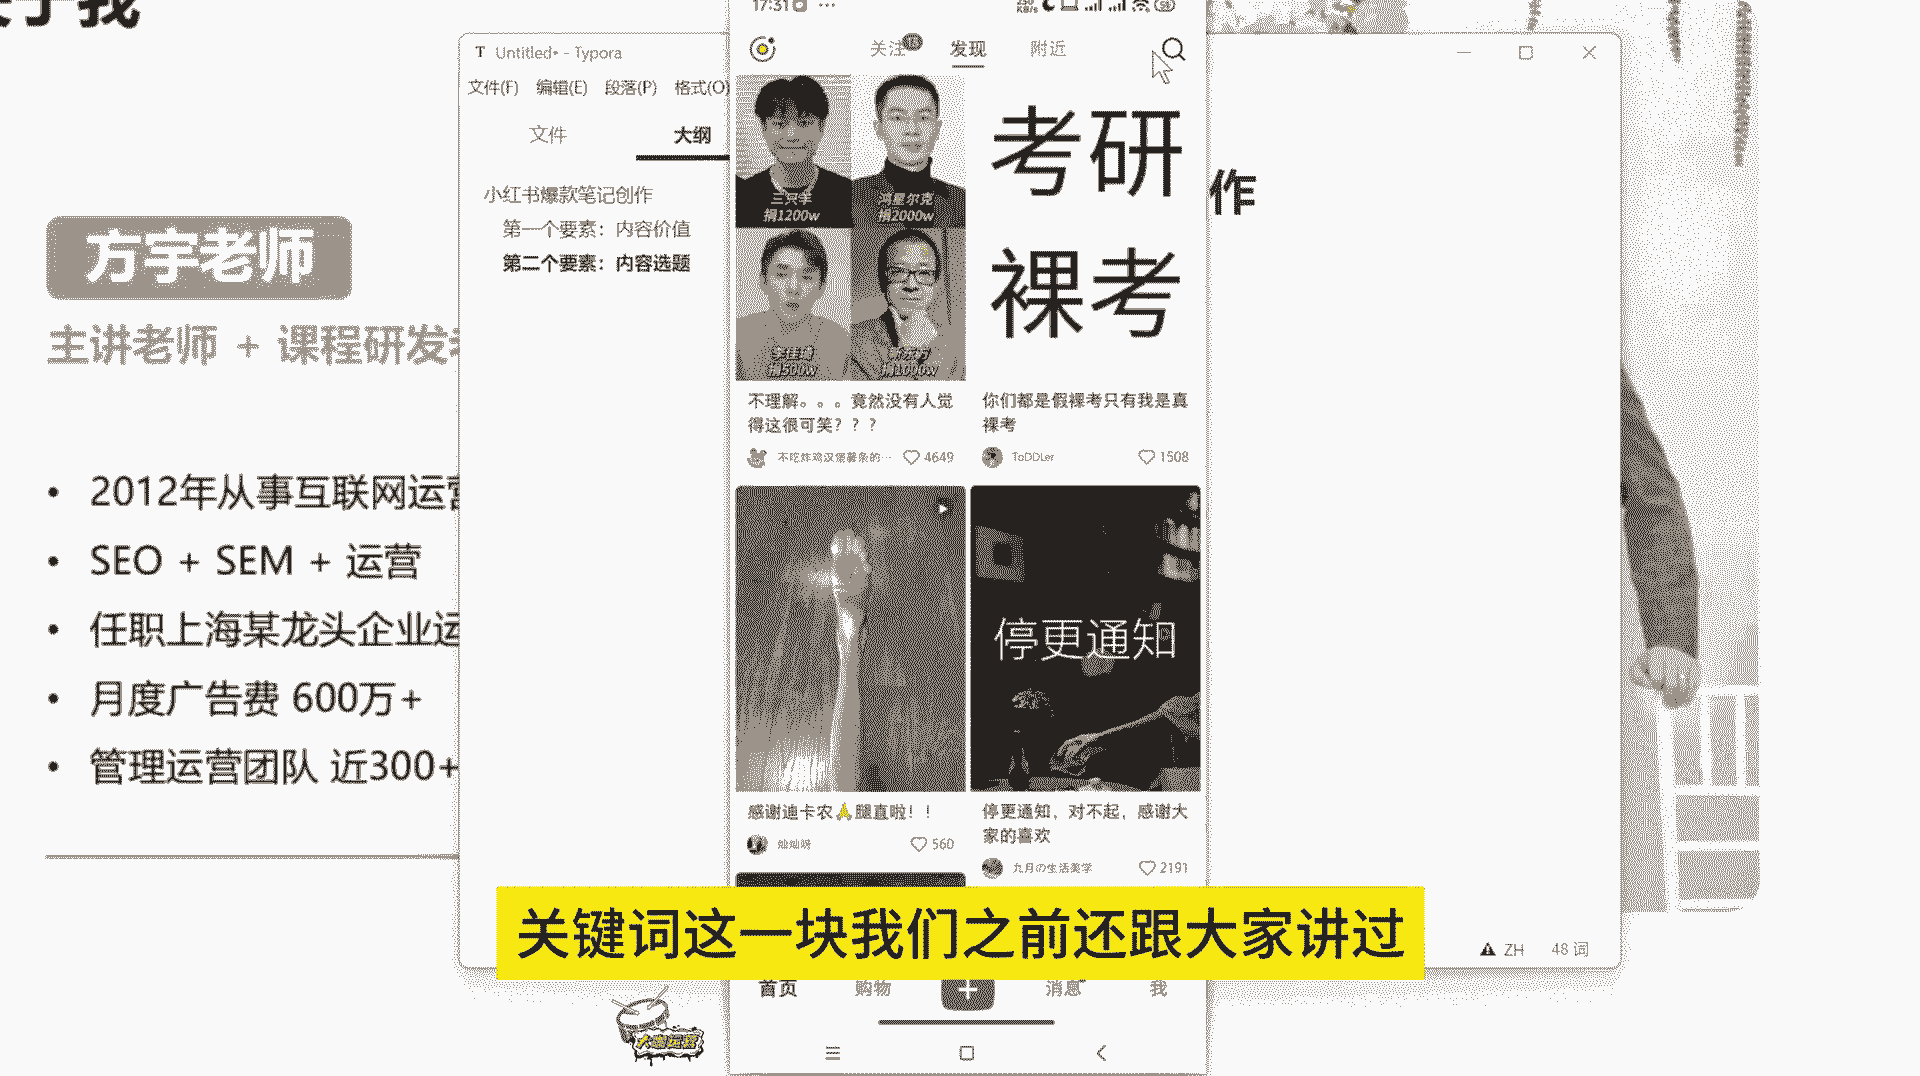 方宇老师
主讲老师 + 课程研发
2012年从事互联网运营
SEO + SEM + 运营
任职上海某龙头企业运
月度广告费 600万+
管理运营团队 近300+
Untitled• - Typora
文件(F) 编辑(E) 段落(P) 格式(O)
文件 大纲
小红书爆款笔记创作
第一个要素：内容价值
第二个要素：内容选题
作
17:31
关注 发现 附近
三只羊
捐1200w
鸿星尔克
捐2000w
李佳琦
捐500w
新东方
捐1000w
不理解。。。竟然没有人觉
得这很可笑？？？
不吃炸鸡汉堡薯条的… 4649
考研
裸考
你们都是假裸考只有我是真
裸考
ToDDLer 1508
感谢迪卡农🙏腿直啦！！
灿灿呀 560
停更通知
停更通知，对不起，感谢大
家的喜欢
九月の生活美学 2191
关键词这一块我们之前还跟大家讲过
首页 购物 消息 我
ZH 48 词